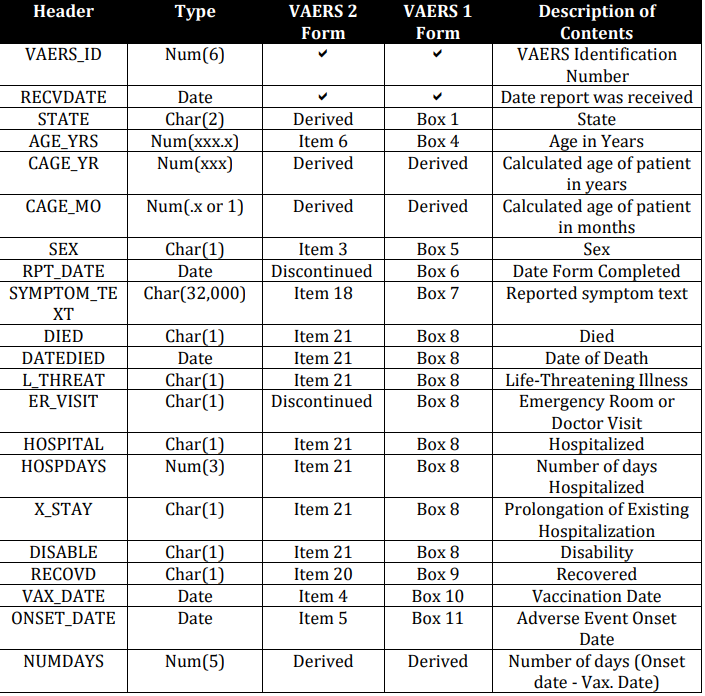 Header Type VAERS 2 Form VAERS 1 Form Description of Contents
VAERS_ID Num(6) ✔ ✔ VAERS Identification Number
RECVDATE Date ✔ ✔ Date report was received
STATE Char(2) Derived Box 1 State
AGE_YRS Num(xxx.x) Item 6 Box 4 Age in Years
CAGE_YR Num(xxx) Derived Derived Calculated age of patient in years
CAGE_MO Num(.x or 1) Derived Derived Calculated age of patient in months
SEX Char(1) Item 3 Box 5 Sex
RPT_DATE Date Discontinued Box 6 Date Form Completed
SYMPTOM_TEXT Char(32,000) Item 18 Box 7 Reported symptom text
DIED Char(1) Item 21 Box 8 Died
DATEDIED Date Item 21 Box 8 Date of Death
L_THREAT Char(1) Item 21 Box 8 Life-Threatening Illness
ER_VISIT Char(1) Discontinued Box 8 Emergency Room or Doctor Visit
HOSPITAL Char(1) Item 21 Box 8 Hospitalized
HOSPDAYS Num(3) Item 21 Box 8 Number of days Hospitalized
X_STAY Char(1) Item 21 Box 8 Prolongation of Existing Hospitalization
DISABLE Char(1) Item 21 Box 8 Disability
RECOVD Char(1) Item 20 Box 9 Recovered
VAX_DATE Date Item 4 Box 10 Vaccination Date
ONSET_DATE Date Item 5 Box 11 Adverse Event Onset Date
NUMDAYS Num(5) Derived Derived Number of days (Onset date - Vax. Date)